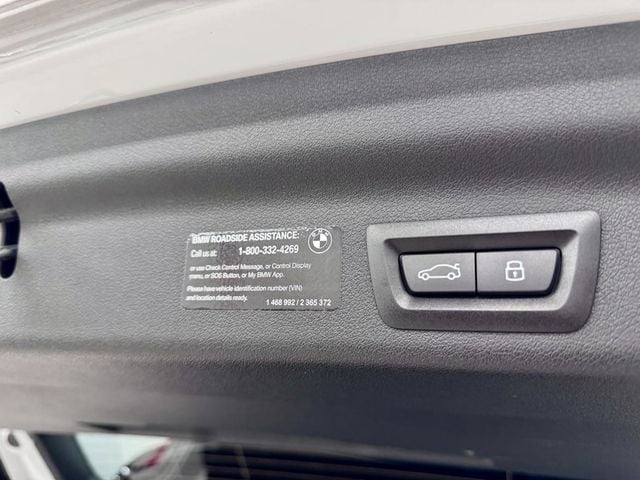 BMW ROADSIDE ASSISTANCE:
Call us at: 1-800-332-4269
or use Check Control Message, or Control Display
menu, or SOS Button, or My BMW App.
Please have vehicle identification number (VIN)
and location details ready. 1 468 992 / 2 365 372